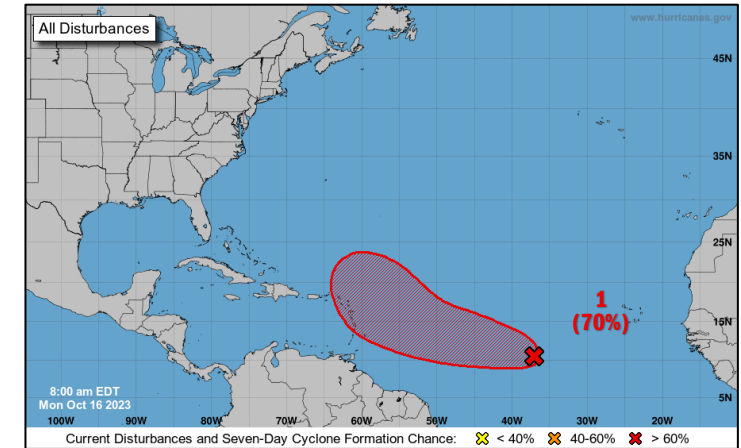 All Disturbances
www.hurricanes.gov
45N
35N
25N
1
(70%)
15N
8:00 am EDT
Mon Oct 16 2023
5N
100W 90W 80W 70W 60W 50W 40W 30W 20W
Current Disturbances and Seven-Day Cyclone Formation Chance: < 40% 40-60% > 60%